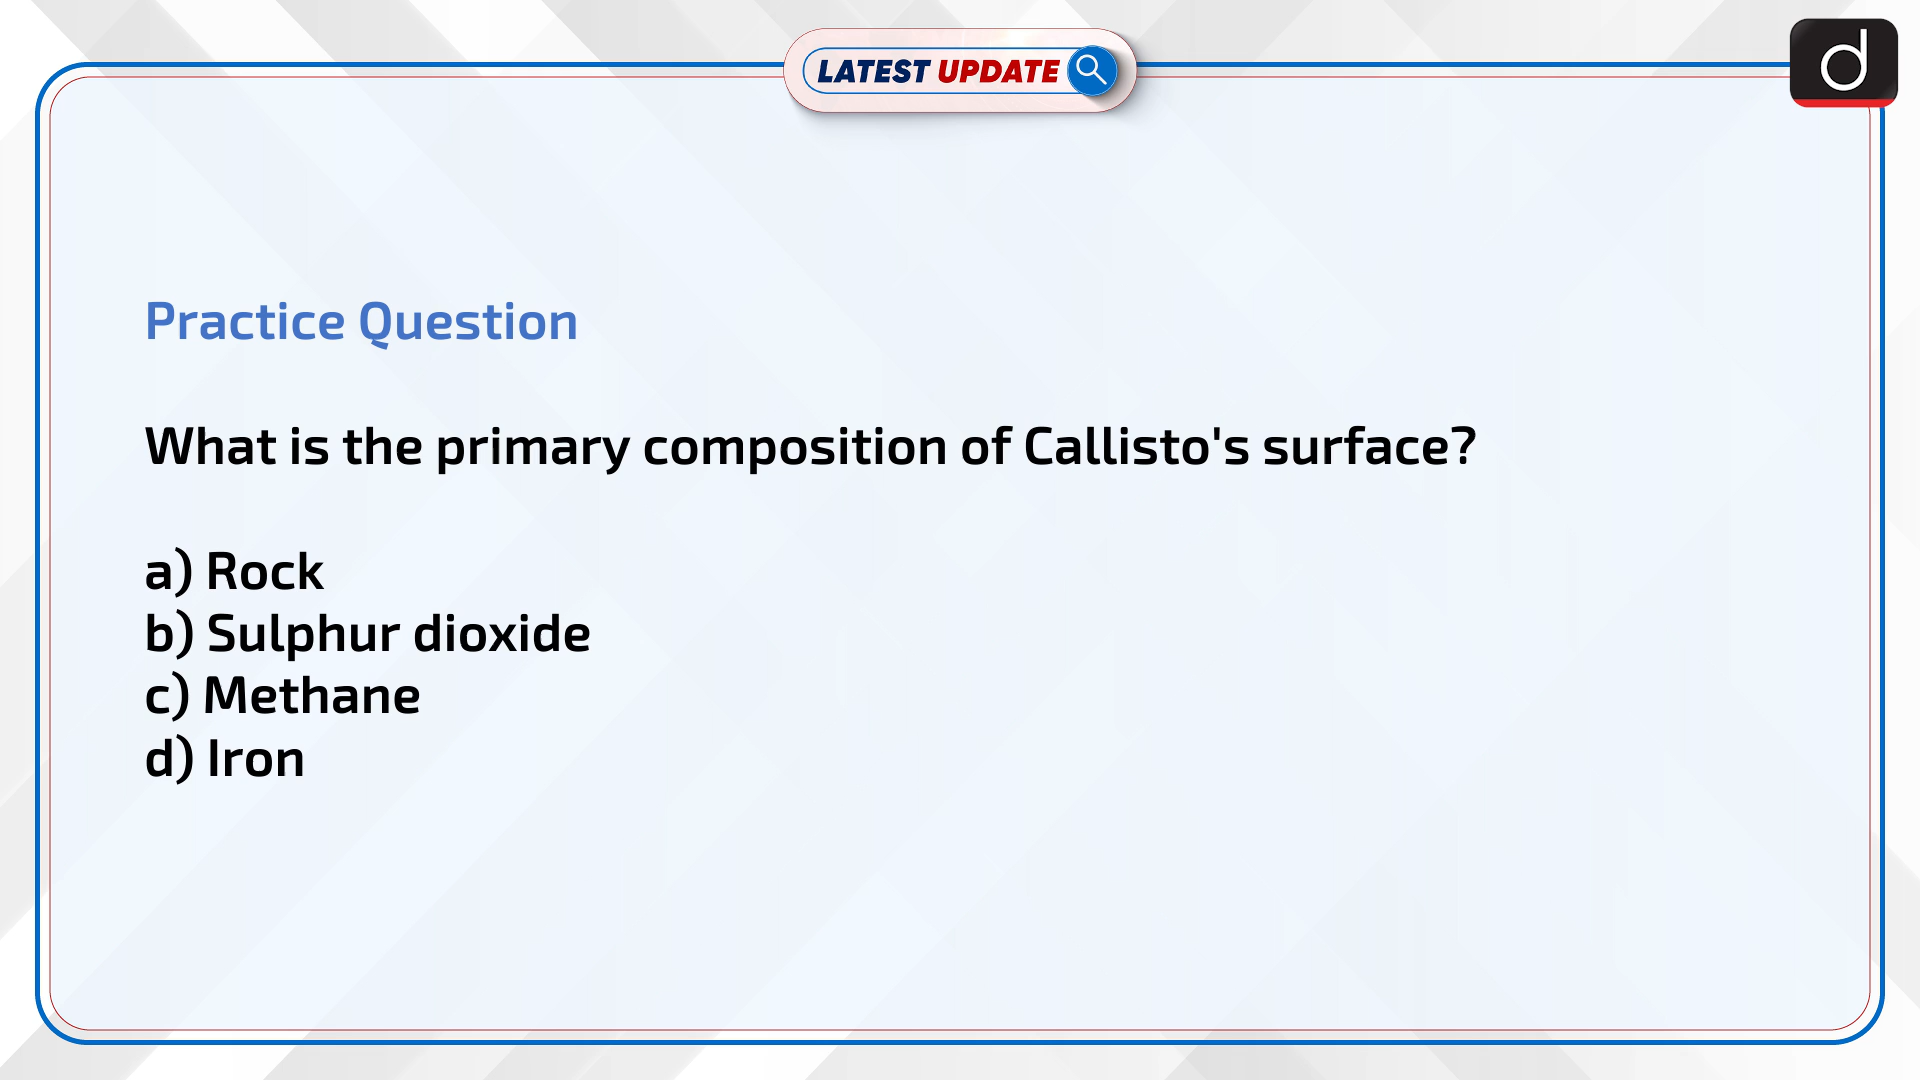 LATEST UPDATE
d
Practice Question
What is the primary composition of Callisto's surface?
a) Rock
b) Sulphur dioxide
c) Methane
d) Iron